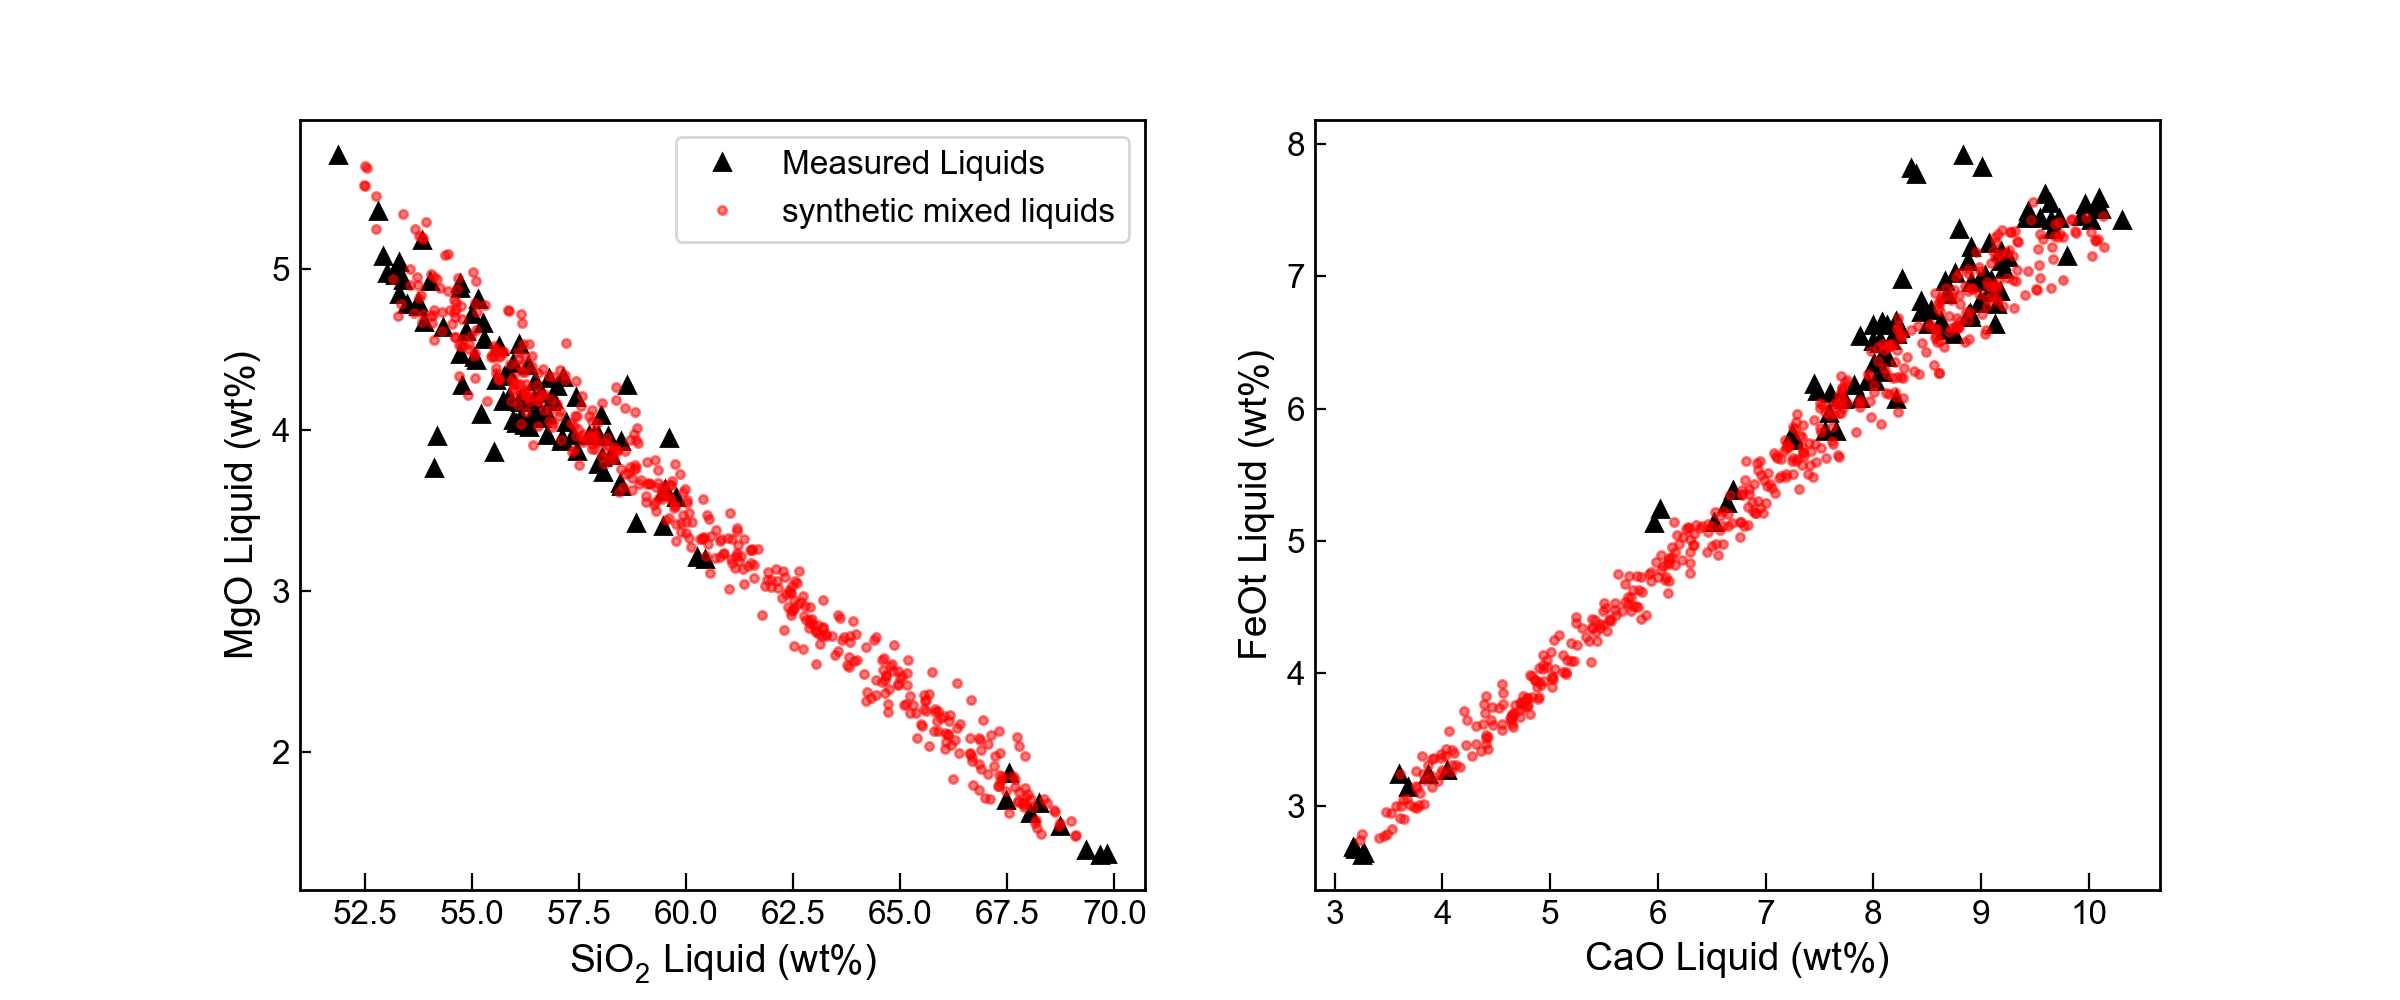 Measured Liquids
synthetic mixed liquids
5
4
3
2
MgO Liquid (wt%)
52.5 55.0 57.5 60.0 62.5 65.0 67.5 70.0
SiO₂ Liquid (wt%)
8
7
6
5
4
3
FeOt Liquid (wt%)
3 4 5 6 7 8 9 10
CaO Liquid (wt%)